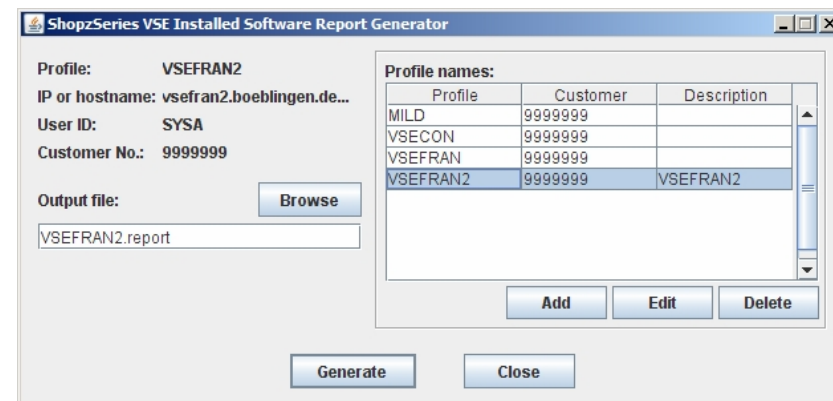 ShopzSeries VSE Installed Software Report Generator
Profile: VSEFRAN2
IP or hostname: vsefran2.boeblingen.de...
User ID: SYSA
Customer No.: 9999999
Output file: Browse
VSEFRAN2.report
Profile names:
Profile Customer Description
MILD 9999999
VSECON 9999999
VSEFRAN 9999999
VSEFRAN2 9999999 VSEFRAN2
Add Edit Delete
Generate Close